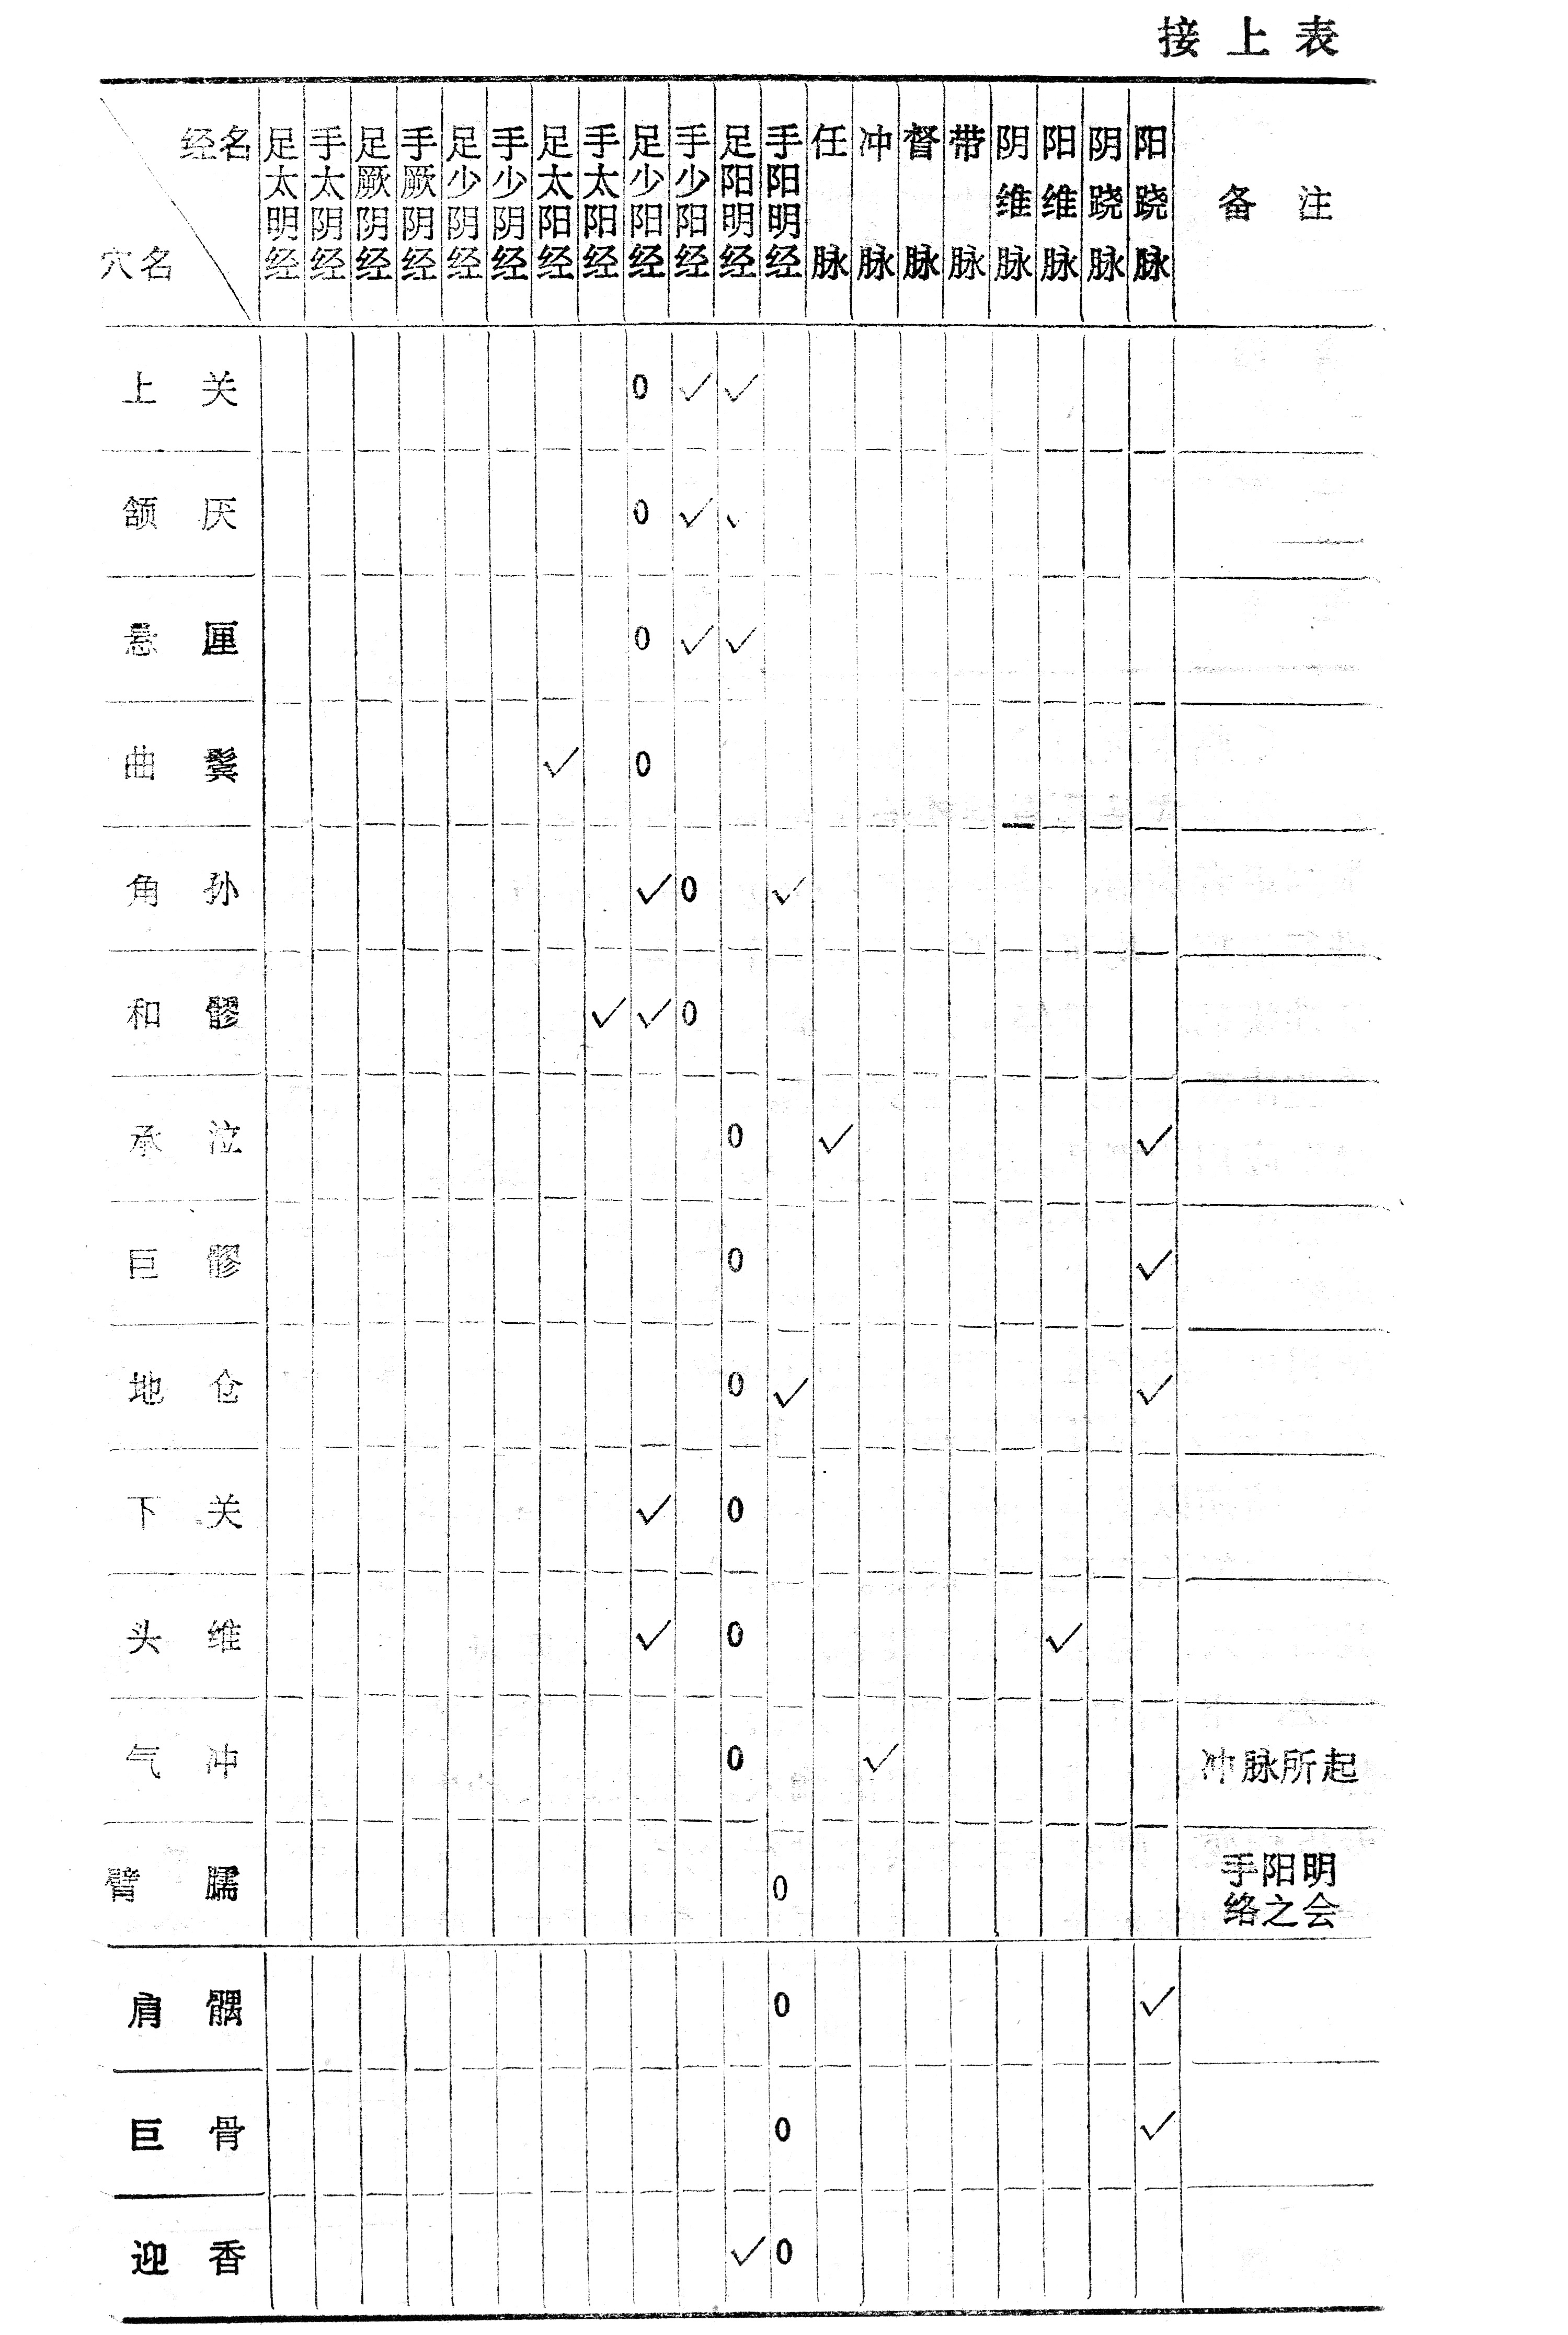 接上表
经名 足太明经 手太阴经 足厥阴经 手厥阴经 足少阴经 手少阴经 足太阳经 手太阳经 足少阳经 手少阳经 足阳明经 手阳明经 任脉 冲脉 督脉 带脉 阴维脉 阳维脉 阴跷脉 阳跷脉 备注
穴名
上关 0 ✓ ✓
颔厌 0 ✓ ✓
悬厘 0 ✓ ✓
曲鬓 ✓ 0
角孙 ✓ 0 ✓
和髎 ✓ ✓ 0
承泣 0 ✓ ✓
巨髎 0 ✓
地仓 0 ✓ ✓
下关 ✓ 0
头维 ✓ 0 ✓
气冲 0 ✓ 冲脉所起
臂臑 0 手阳明
络之会
肩髃 0 ✓
巨骨 0 ✓
迎香 ✓ 0